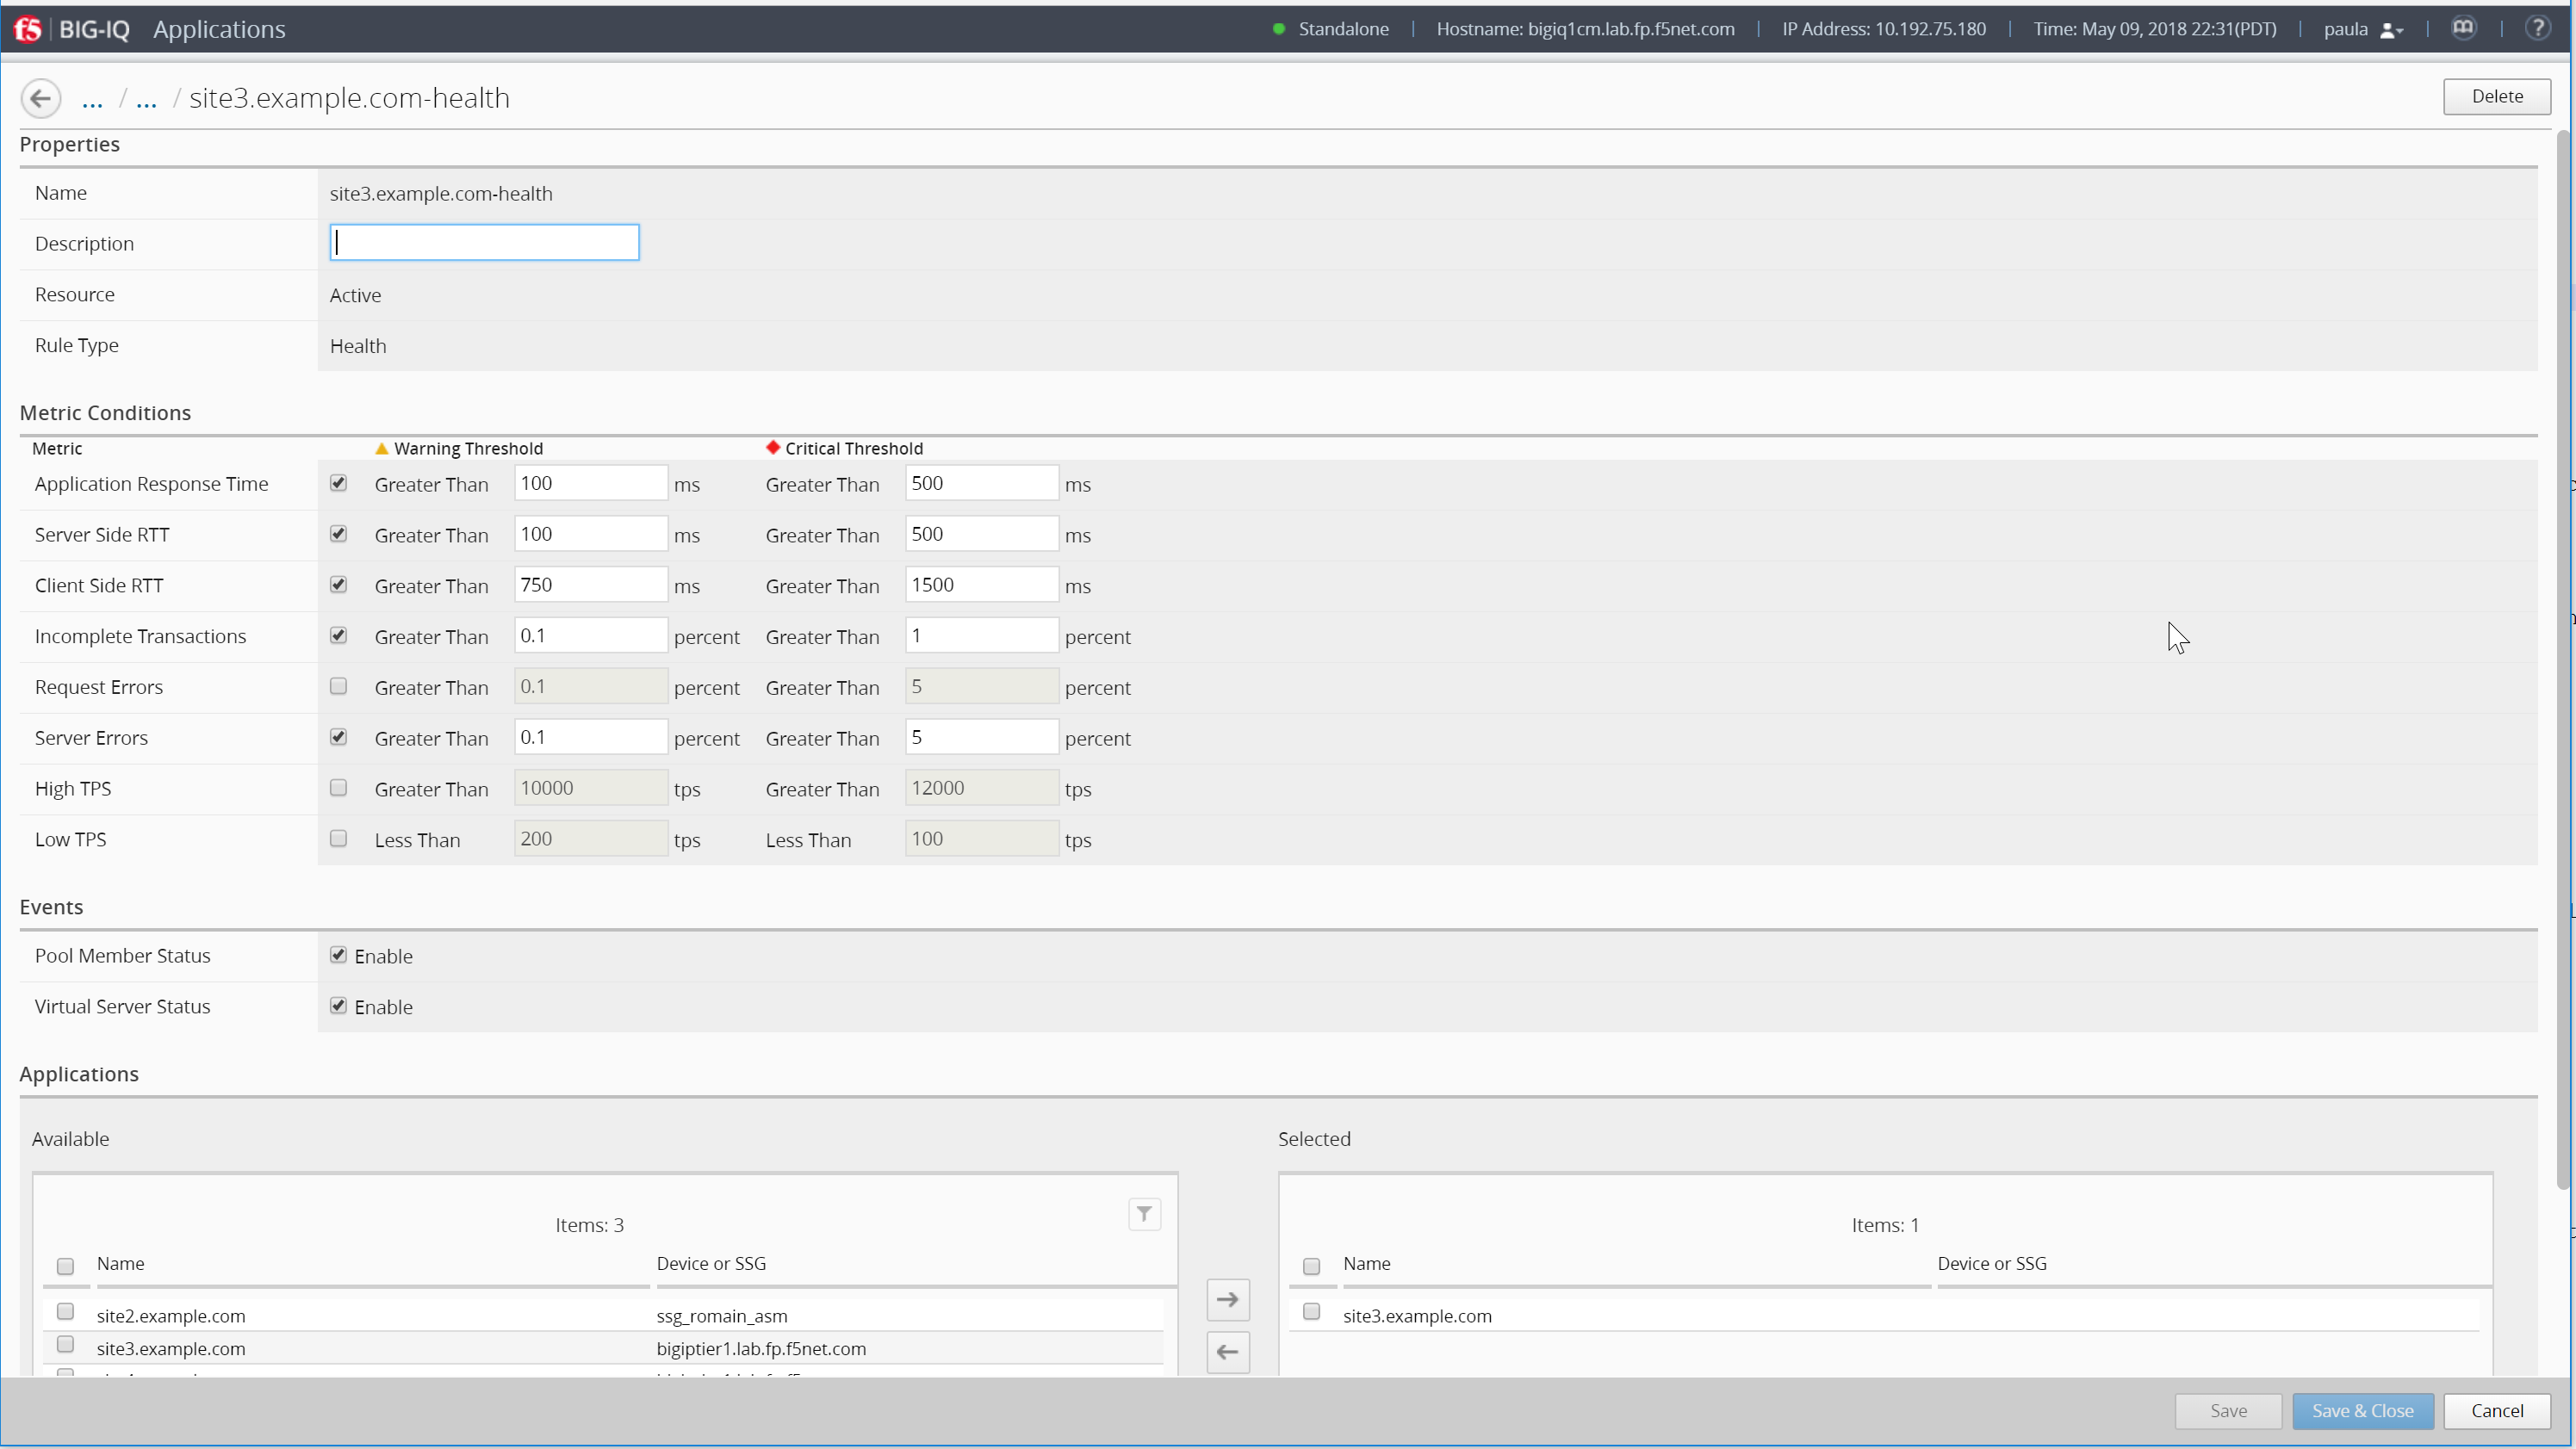 f5 BIG-IQ Applications Standalone Hostname: bigiq1cm.lab.fp.f5net.com IP Address: 10.192.75.180 Time: May 09, 2018 22:31(PDT) paula ?
... / ... / site3.example.com-health Delete
Properties
Name site3.example.com-health
Description
Resource Active
Rule Type Health
Metric Conditions
Metric Warning Threshold Critical Threshold
Application Response Time Greater Than 100 ms Greater Than 500 ms
Server Side RTT Greater Than 100 ms Greater Than 500 ms
Client Side RTT Greater Than 750 ms Greater Than 1500 ms
Incomplete Transactions Greater Than 0.1 percent Greater Than 1 percent
Request Errors Greater Than 0.1 percent Greater Than 5 percent
Server Errors Greater Than 0.1 percent Greater Than 5 percent
High TPS Greater Than 10000 tps Greater Than 12000 tps
Low TPS Less Than 200 tps Less Than 100 tps
Events
Pool Member Status Enable
Virtual Server Status Enable
Applications
Available Selected
Items: 3 Items: 1
Name Device or SSG Name Device or SSG
site2.example.com ssg_romain_asm site3.example.com
site3.example.com bigiptier1.lab.fp.f5net.com
Save Save & Close Cancel